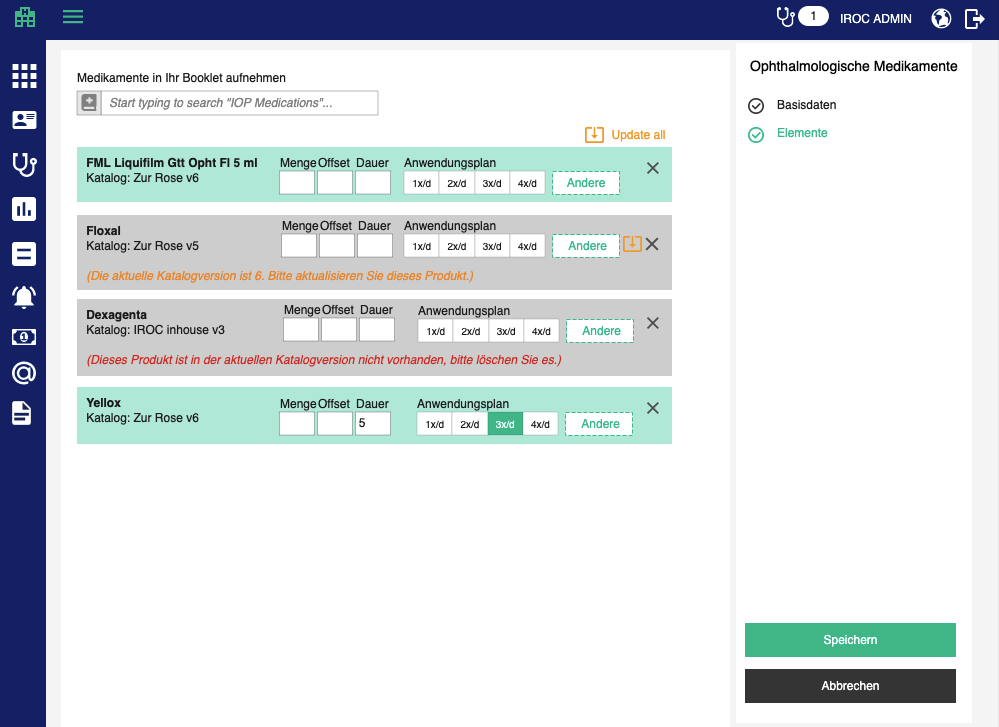 1
IROC ADMIN
Medikamente in Ihr Booklet aufnehmen
Start typing to search "IOP Medications"...
Update all
FML Liquifilm Gtt Opht Fl 5 ml
Katalog: Zur Rose v6
Menge Offset Dauer Anwendungsplan
1x/d 2x/d 3x/d 4x/d Andere
Floxal
Katalog: Zur Rose v5
Menge Offset Dauer Anwendungsplan
1x/d 2x/d 3x/d 4x/d Andere
(Die aktuelle Katalogversion ist 6. Bitte aktualisieren Sie dieses Produkt.)
Dexagenta
Katalog: IROC inhouse v3
Menge Offset Dauer Anwendungsplan
1x/d 2x/d 3x/d 4x/d Andere
(Dieses Produkt ist in der aktuellen Katalogversion nicht vorhanden, bitte löschen Sie es.)
Yellox
Katalog: Zur Rose v6
Menge Offset Dauer Anwendungsplan
5 1x/d 2x/d 3x/d 4x/d Andere
Ophthalmologische Medikamente
Basisdaten
Elemente
Speichern
Abbrechen